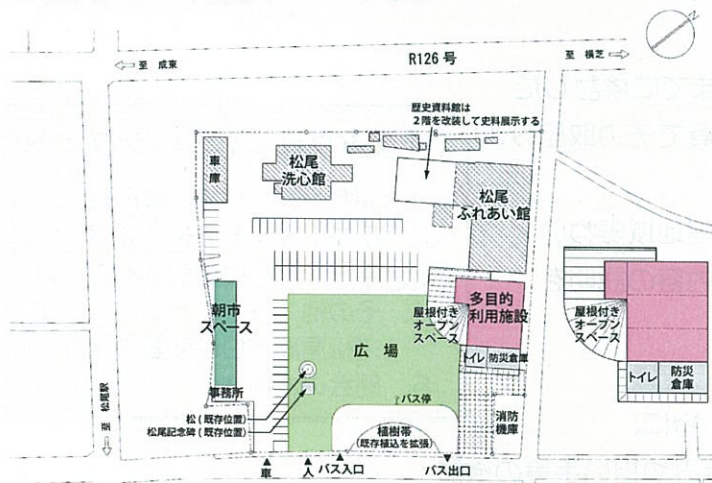 N
至 成東
R126 号
至 横芝
歴史資料館は
２階を改装して史料展示する
車庫
松尾
洗心館
松尾
ふれあい館
朝市
スペース
事務所
屋根付き
オープン
スペース
多目的
利用施設
トイレ
防災倉庫
広 場
バス停
松(既存位置)
松尾記念碑(既存位置)
植樹帯
(既存植込を拡張)
消防
機庫
至 松尾駅
車
人
バス入口
バス出口
屋根付き
オープン
スペース
トイレ
防災
倉庫